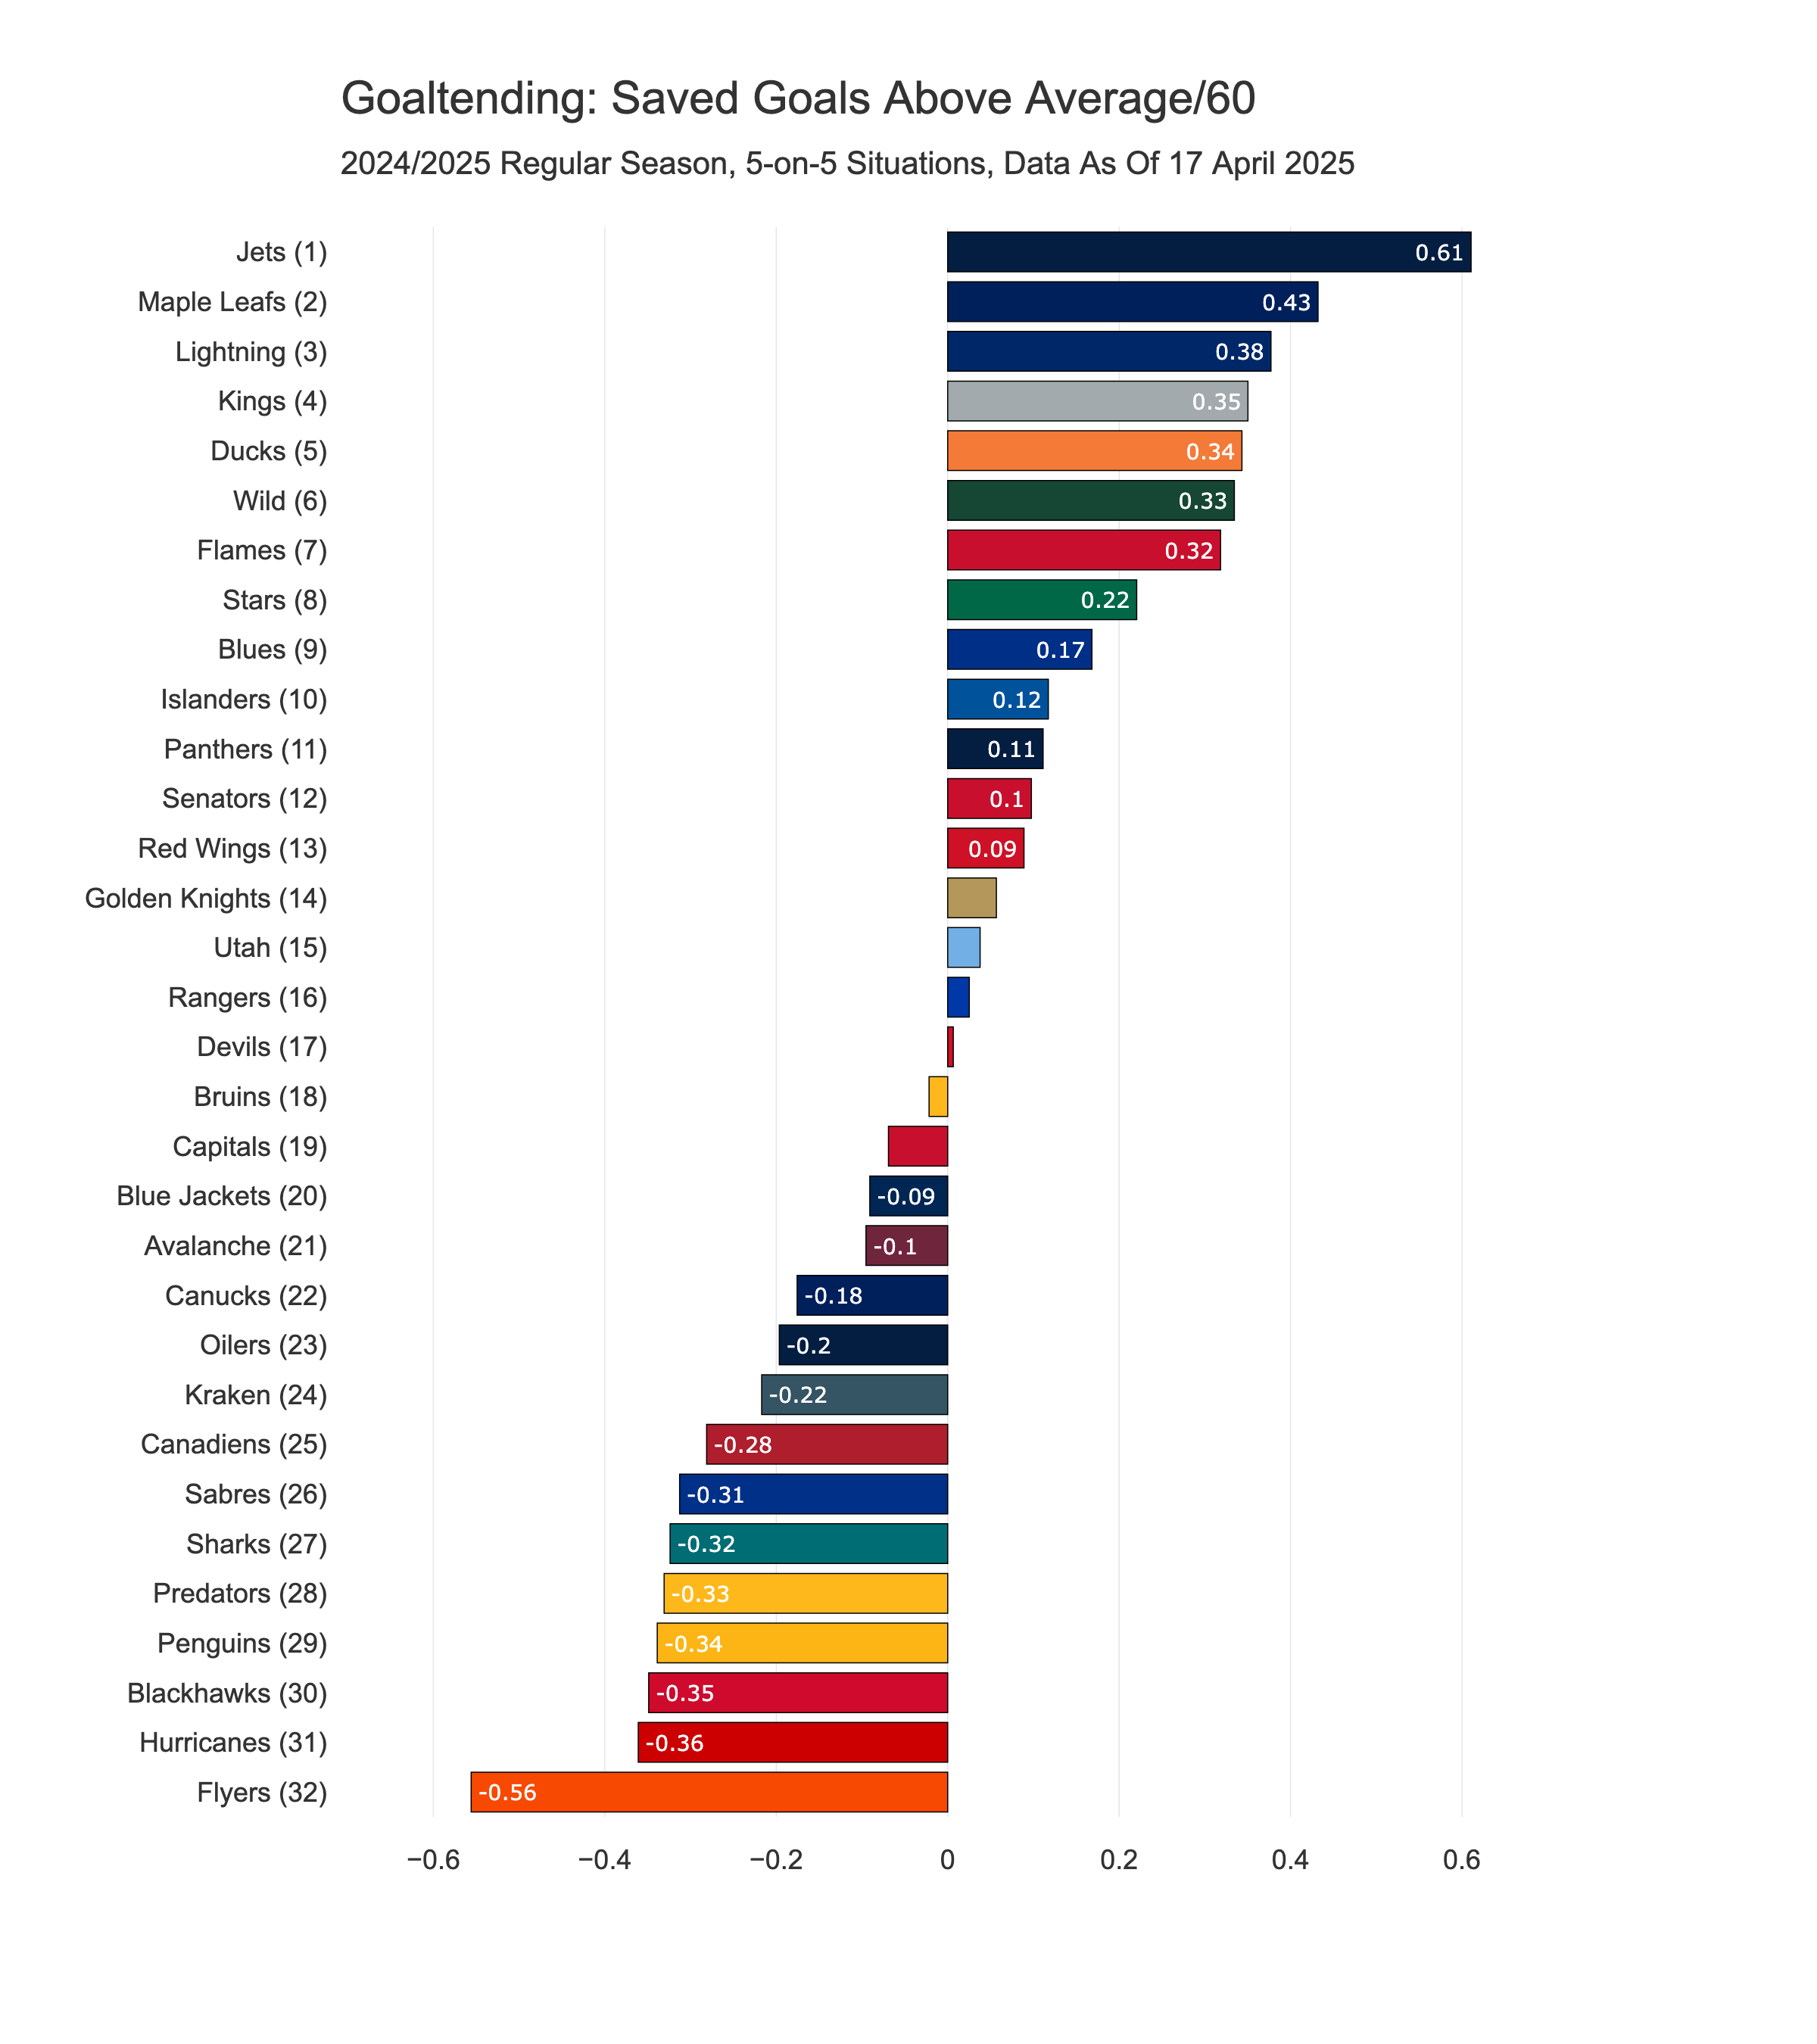 Goaltending: Saved Goals Above Average/60
2024/2025 Regular Season, 5-on-5 Situations, Data As Of 17 April 2025
Jets (1) 0.61
Maple Leafs (2) 0.43
Lightning (3) 0.38
Kings (4) 0.35
Ducks (5) 0.34
Wild (6) 0.33
Flames (7) 0.32
Stars (8) 0.22
Blues (9) 0.17
Islanders (10) 0.12
Panthers (11) 0.11
Senators (12) 0.1
Red Wings (13) 0.09
Golden Knights (14)
Utah (15)
Rangers (16)
Devils (17)
Bruins (18)
Capitals (19)
Blue Jackets (20) -0.09
Avalanche (21) -0.1
Canucks (22) -0.18
Oilers (23) -0.2
Kraken (24) -0.22
Canadiens (25) -0.28
Sabres (26) -0.31
Sharks (27) -0.32
Predators (28) -0.33
Penguins (29) -0.34
Blackhawks (30) -0.35
Hurricanes (31) -0.36
Flyers (32) -0.56
−0.6 −0.4 −0.2 0 0.2 0.4 0.6